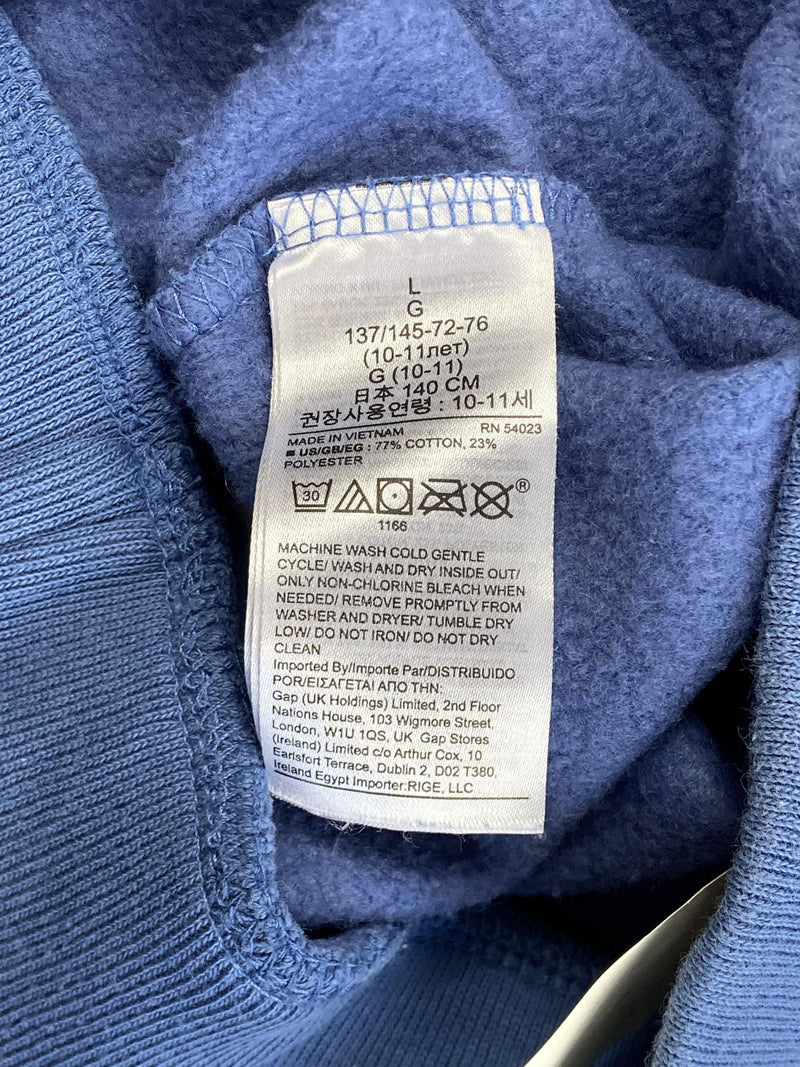 L
G
137/145-72-76
(10-11лет)
G (10-11)
日本 140 CM
권장사용연령 : 10-11세
MADE IN VIETNAM RN 54023
■ US/GB/EG : 77% COTTON, 23%
POLYESTER
30 ®
1166
MACHINE WASH COLD GENTLE
CYCLE/ WASH AND DRY INSIDE OUT/
ONLY NON-CHLORINE BLEACH WHEN
NEEDED/ REMOVE PROMPTLY FROM
WASHER AND DRYER/ TUMBLE DRY
LOW/ DO NOT IRON/ DO NOT DRY
CLEAN
Imported By/Importe Par/DISTRIBUIDO
POR/ΕΙΣΑΓΕΤΑΙ ΑΠΟ ΤΗΝ:
Gap (UK Holdings) Limited, 2nd Floor
Nations House, 103 Wigmore Street,
London, W1U 1QS, UK Gap Stores
(Ireland) Limited c/o Arthur Cox, 10
Earlsfort Terrace, Dublin 2, D02 T380,
Ireland Egypt Importer:RIGE, LLC